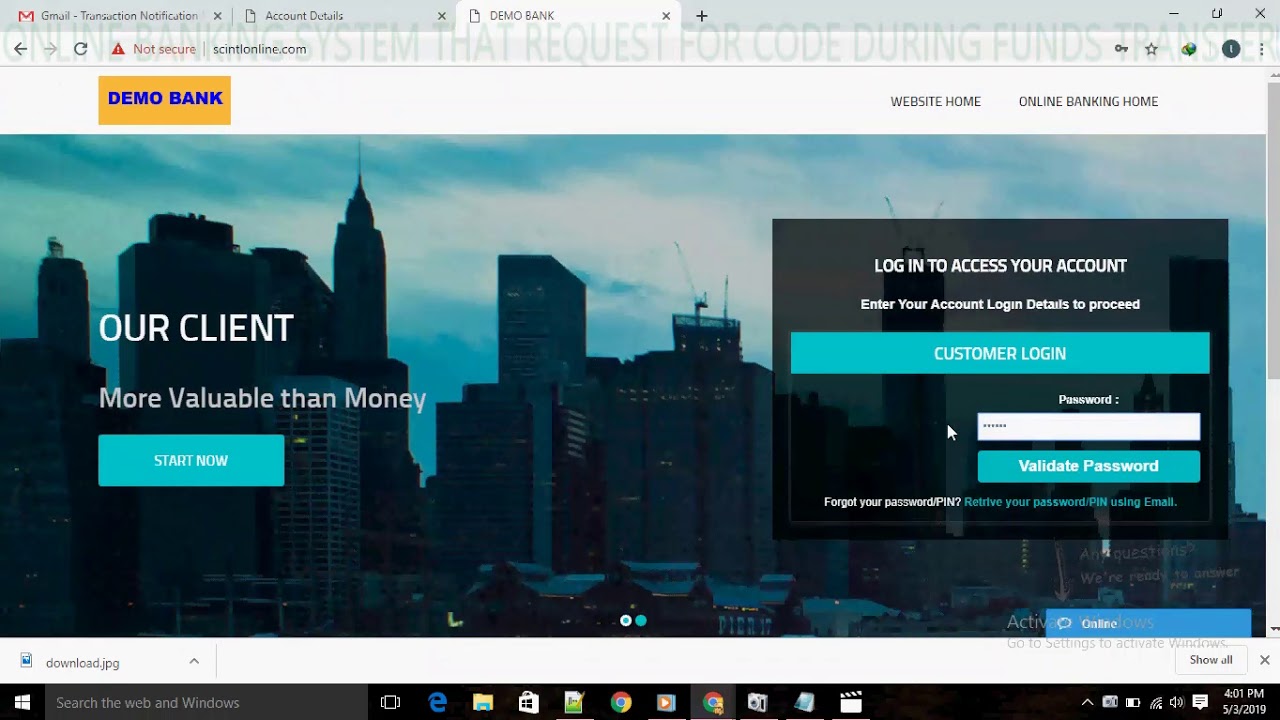 Gmail - Transaction Notification
Account Details
DEMO BANK
ONLINE BANKING SYSTEM THAT REQUEST FOR CODE DURING FUNDS TRANSFER
Not secure
scintlonline.com
DEMO BANK
WEBSITE HOME
ONLINE BANKING HOME
LOG IN TO ACCESS YOUR ACCOUNT
Enter Your Account Login Details to proceed
OUR CLIENT
CUSTOMER LOGIN
More Valuable than Money
Password :
******
START NOW
Validate Password
Forgot your password/PIN? Retrive your password/PIN using Email.
Any questions?
We're ready to answer
Activate Windows
Online
Go to Settings to activate Windows.
download.jpg
Show all
Search the web and Windows
4:01 PM
5/3/2019